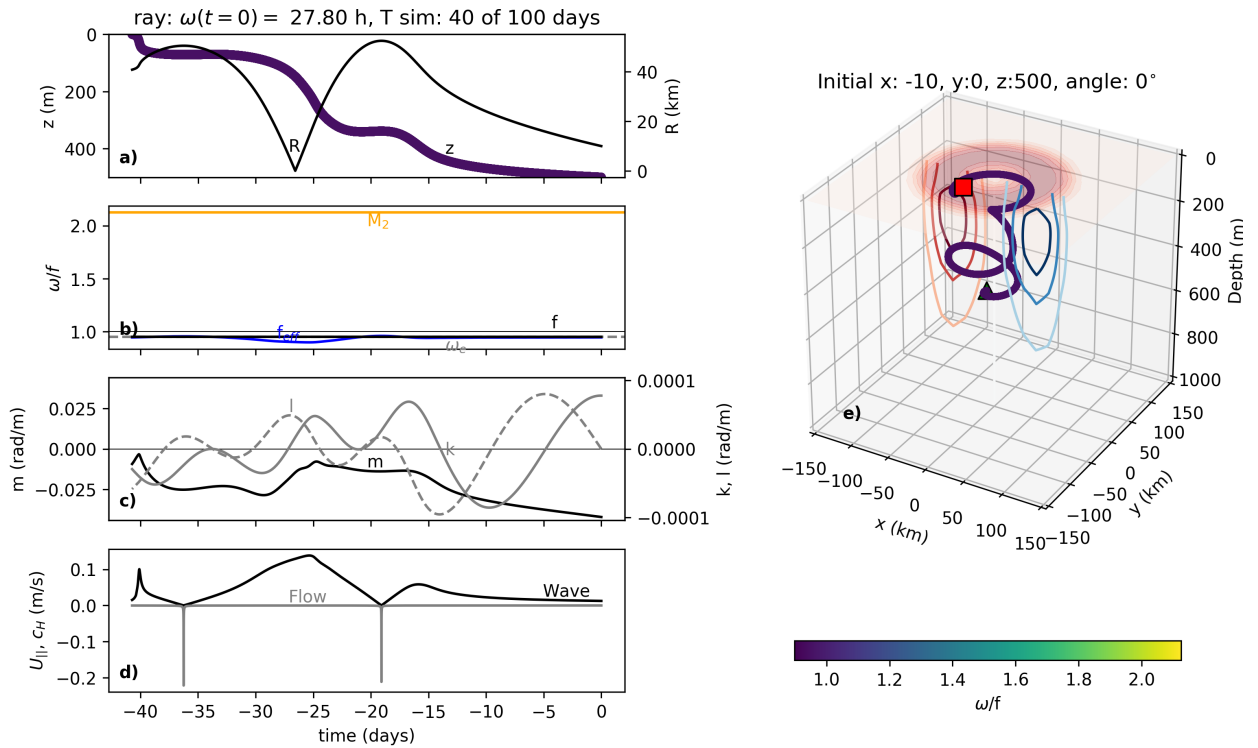 ray: ω(t = 0)= 27.80 h, T sim: 40 of 100 days
0
200
400
z (m)
40
20
0
R (km)
R
z
a)
2.0
1.5
1.0
ω/f
M2
feff
f
ωe
b)
0.025
0.000
−0.025
m (rad/m)
0.0001
0.0000
−0.0001
k, l (rad/m)
l
k
m
c)
0.1
0.0
−0.1
−0.2
U||, cH (m/s)
Flow
Wave
d)
−40 −35 −30 −25 −20 −15 −10 −5 0
time (days)
Initial x: -10, y:0, z:500, angle: 0°
0
200
400
600
800
1000
Depth (m)
e)
−150 −100 −50 0 50 100 150
x (km)
−150 −100 −50 0 50 100 150
y (km)
1.0 1.2 1.4 1.6 1.8 2.0
ω/f